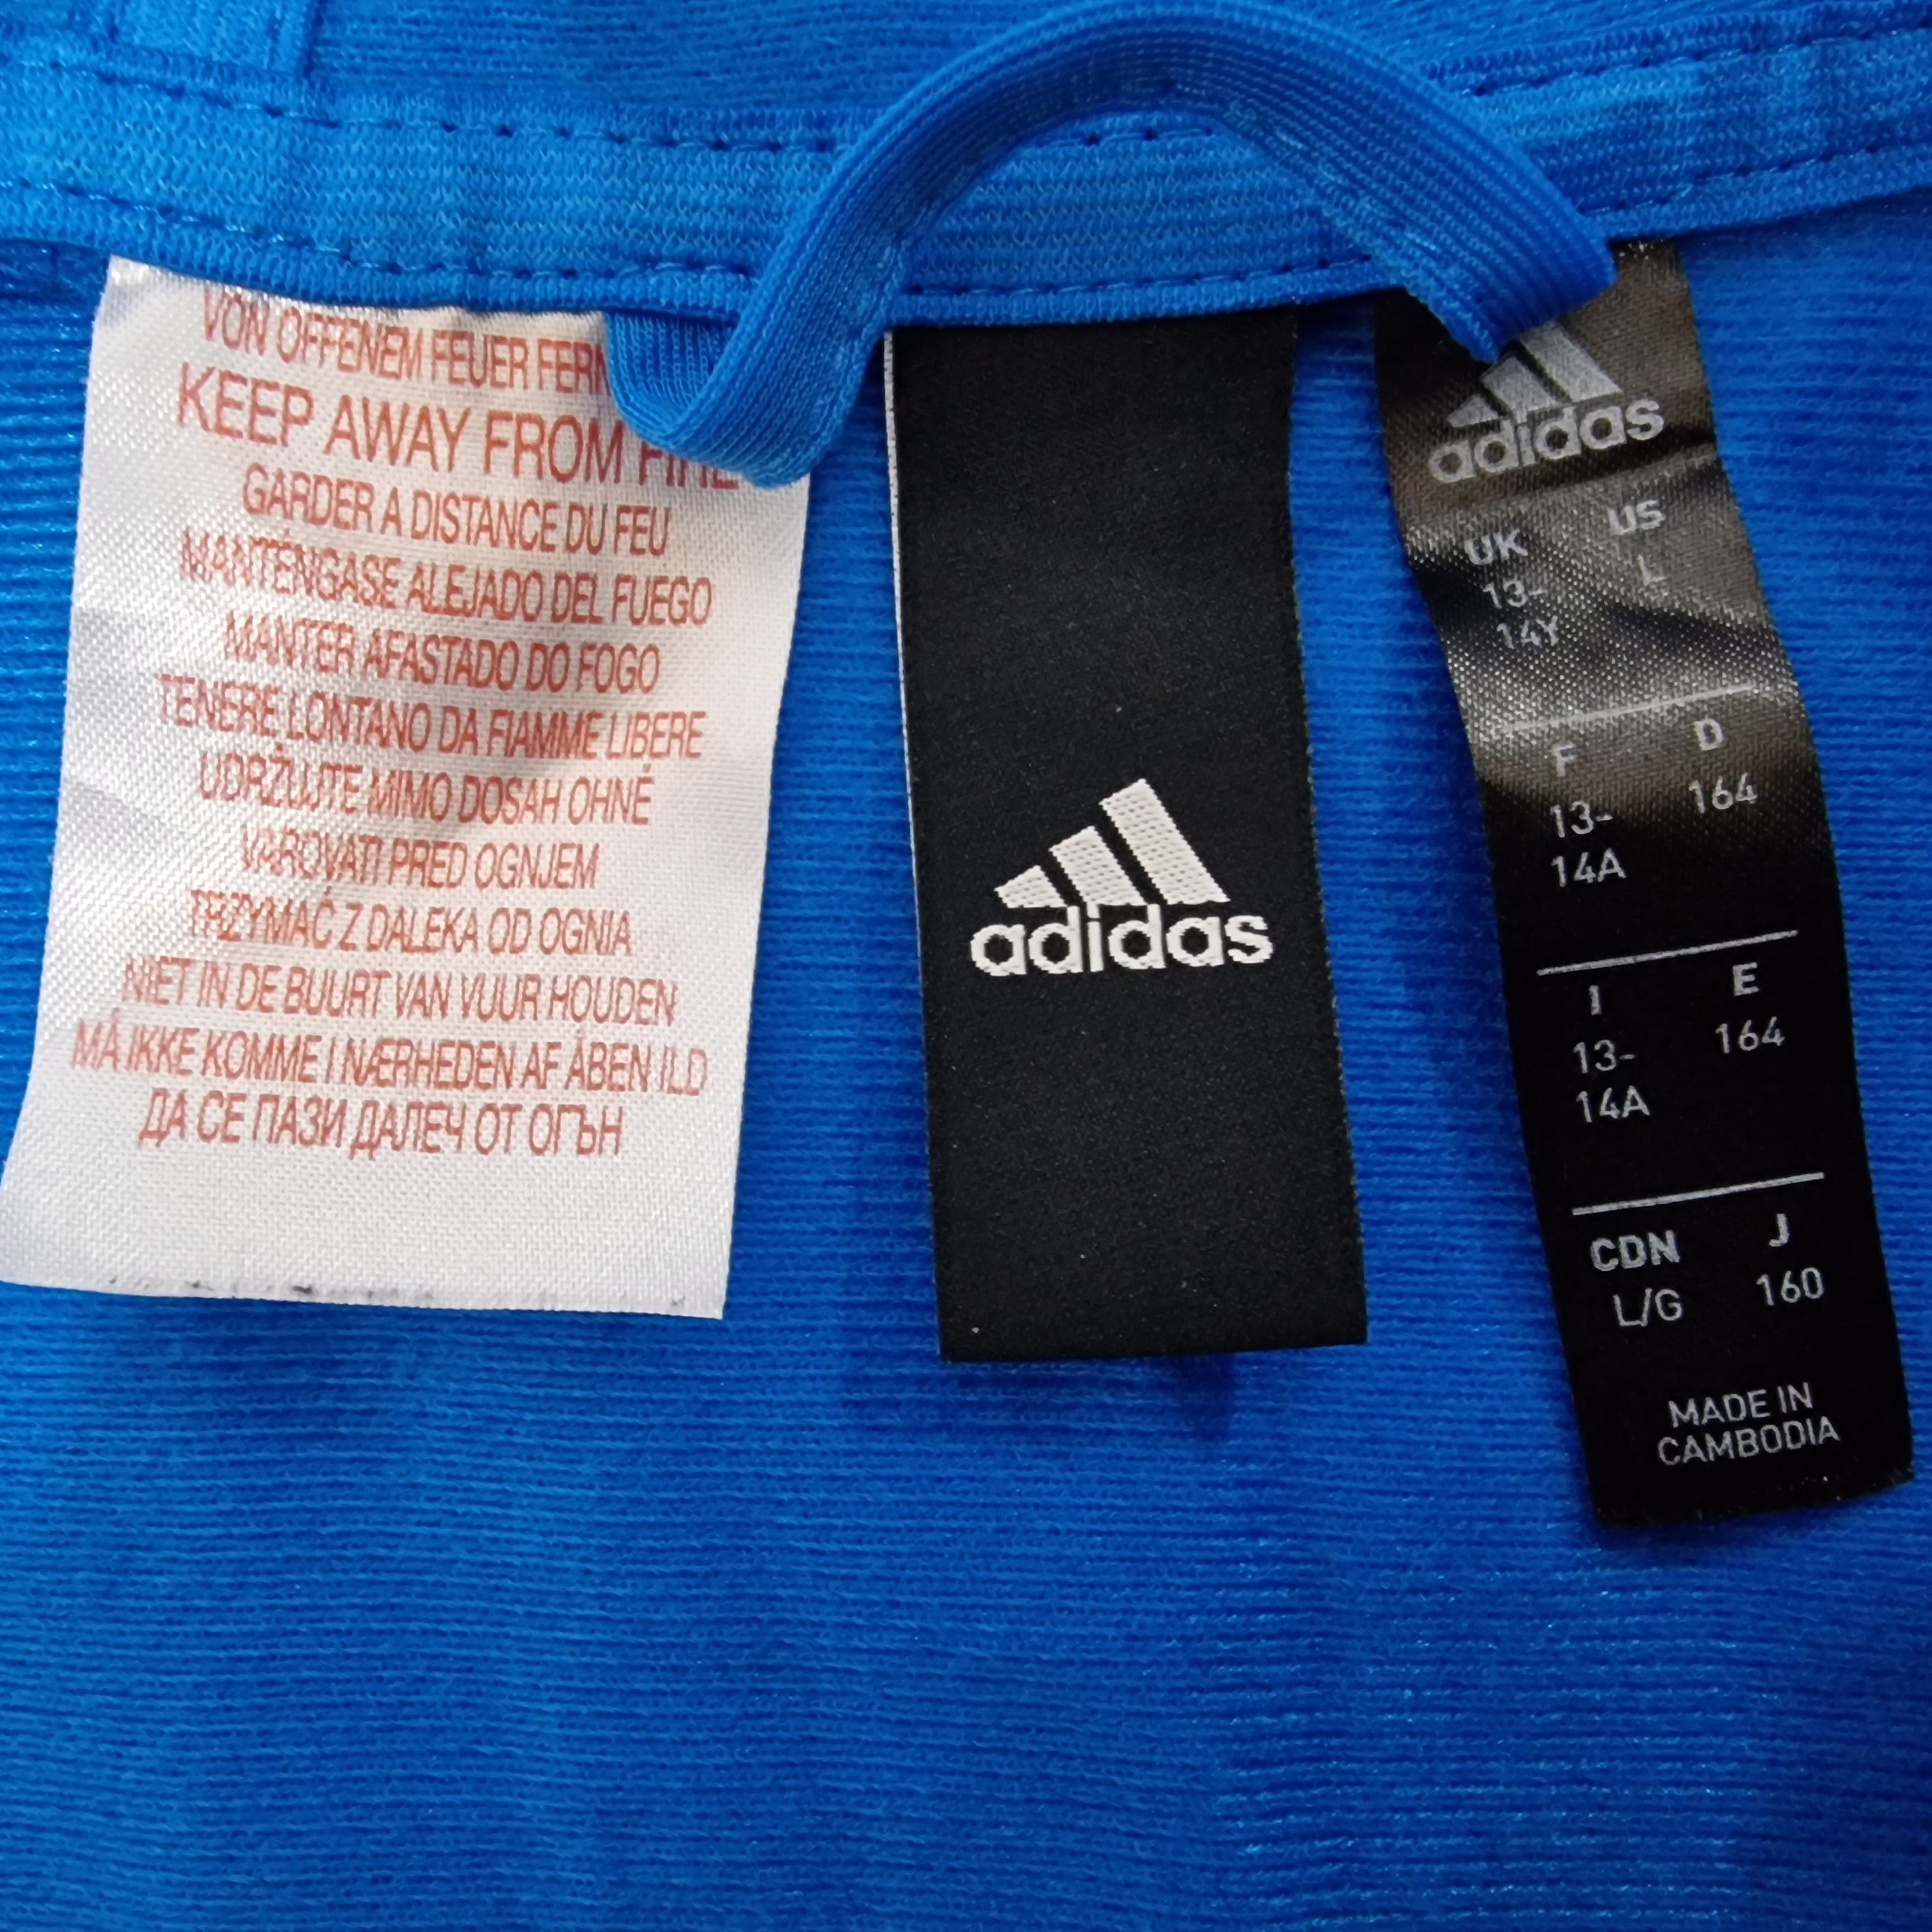 VON OFFENEM FEUER
KEEP AWAY FROM
GARDER A DISTANCE DU FEU
MANTÉNGASE ALEJADO DEL FUEGO
MANTER AFASTADO DO FOGO
TENERE LONTANO DA FIAMME LIBERE
UDRŽUJTE MIMO DOSAH OHNĚ
VAROVATI PRED OGNJEM
TRZYMAĆ Z DALEKA OD OGNIA
NIET IN DE BUURT VAN VUUR HOUDEN
MÅ IKKE KOMME I NÆRHEDEN AF ÅBEN ILD
ДА СЕ ПАЗИ ДАЛЕЧ ОТ ОГЪН
adidas
adidas
UK US
13- L
14Y
F D
13- 164
14A
I E
13- 164
14A
CDN J
L/G 160
MADE IN
CAMBODIA